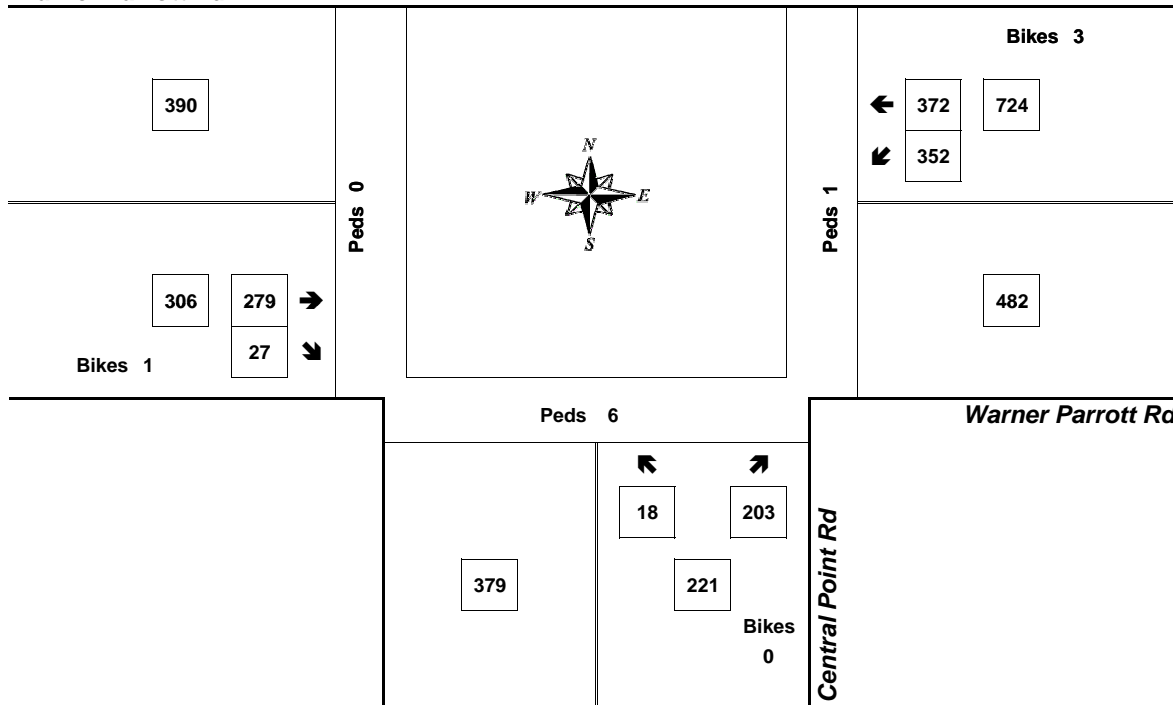 Bikes 3
390
372 724
352
N
W E
S
Peds 0
Peds 1
306 279
27
Bikes 1
482
Peds 6
Warner Parrott Rd
18 203
379 221
Bikes
0
Central Point Rd